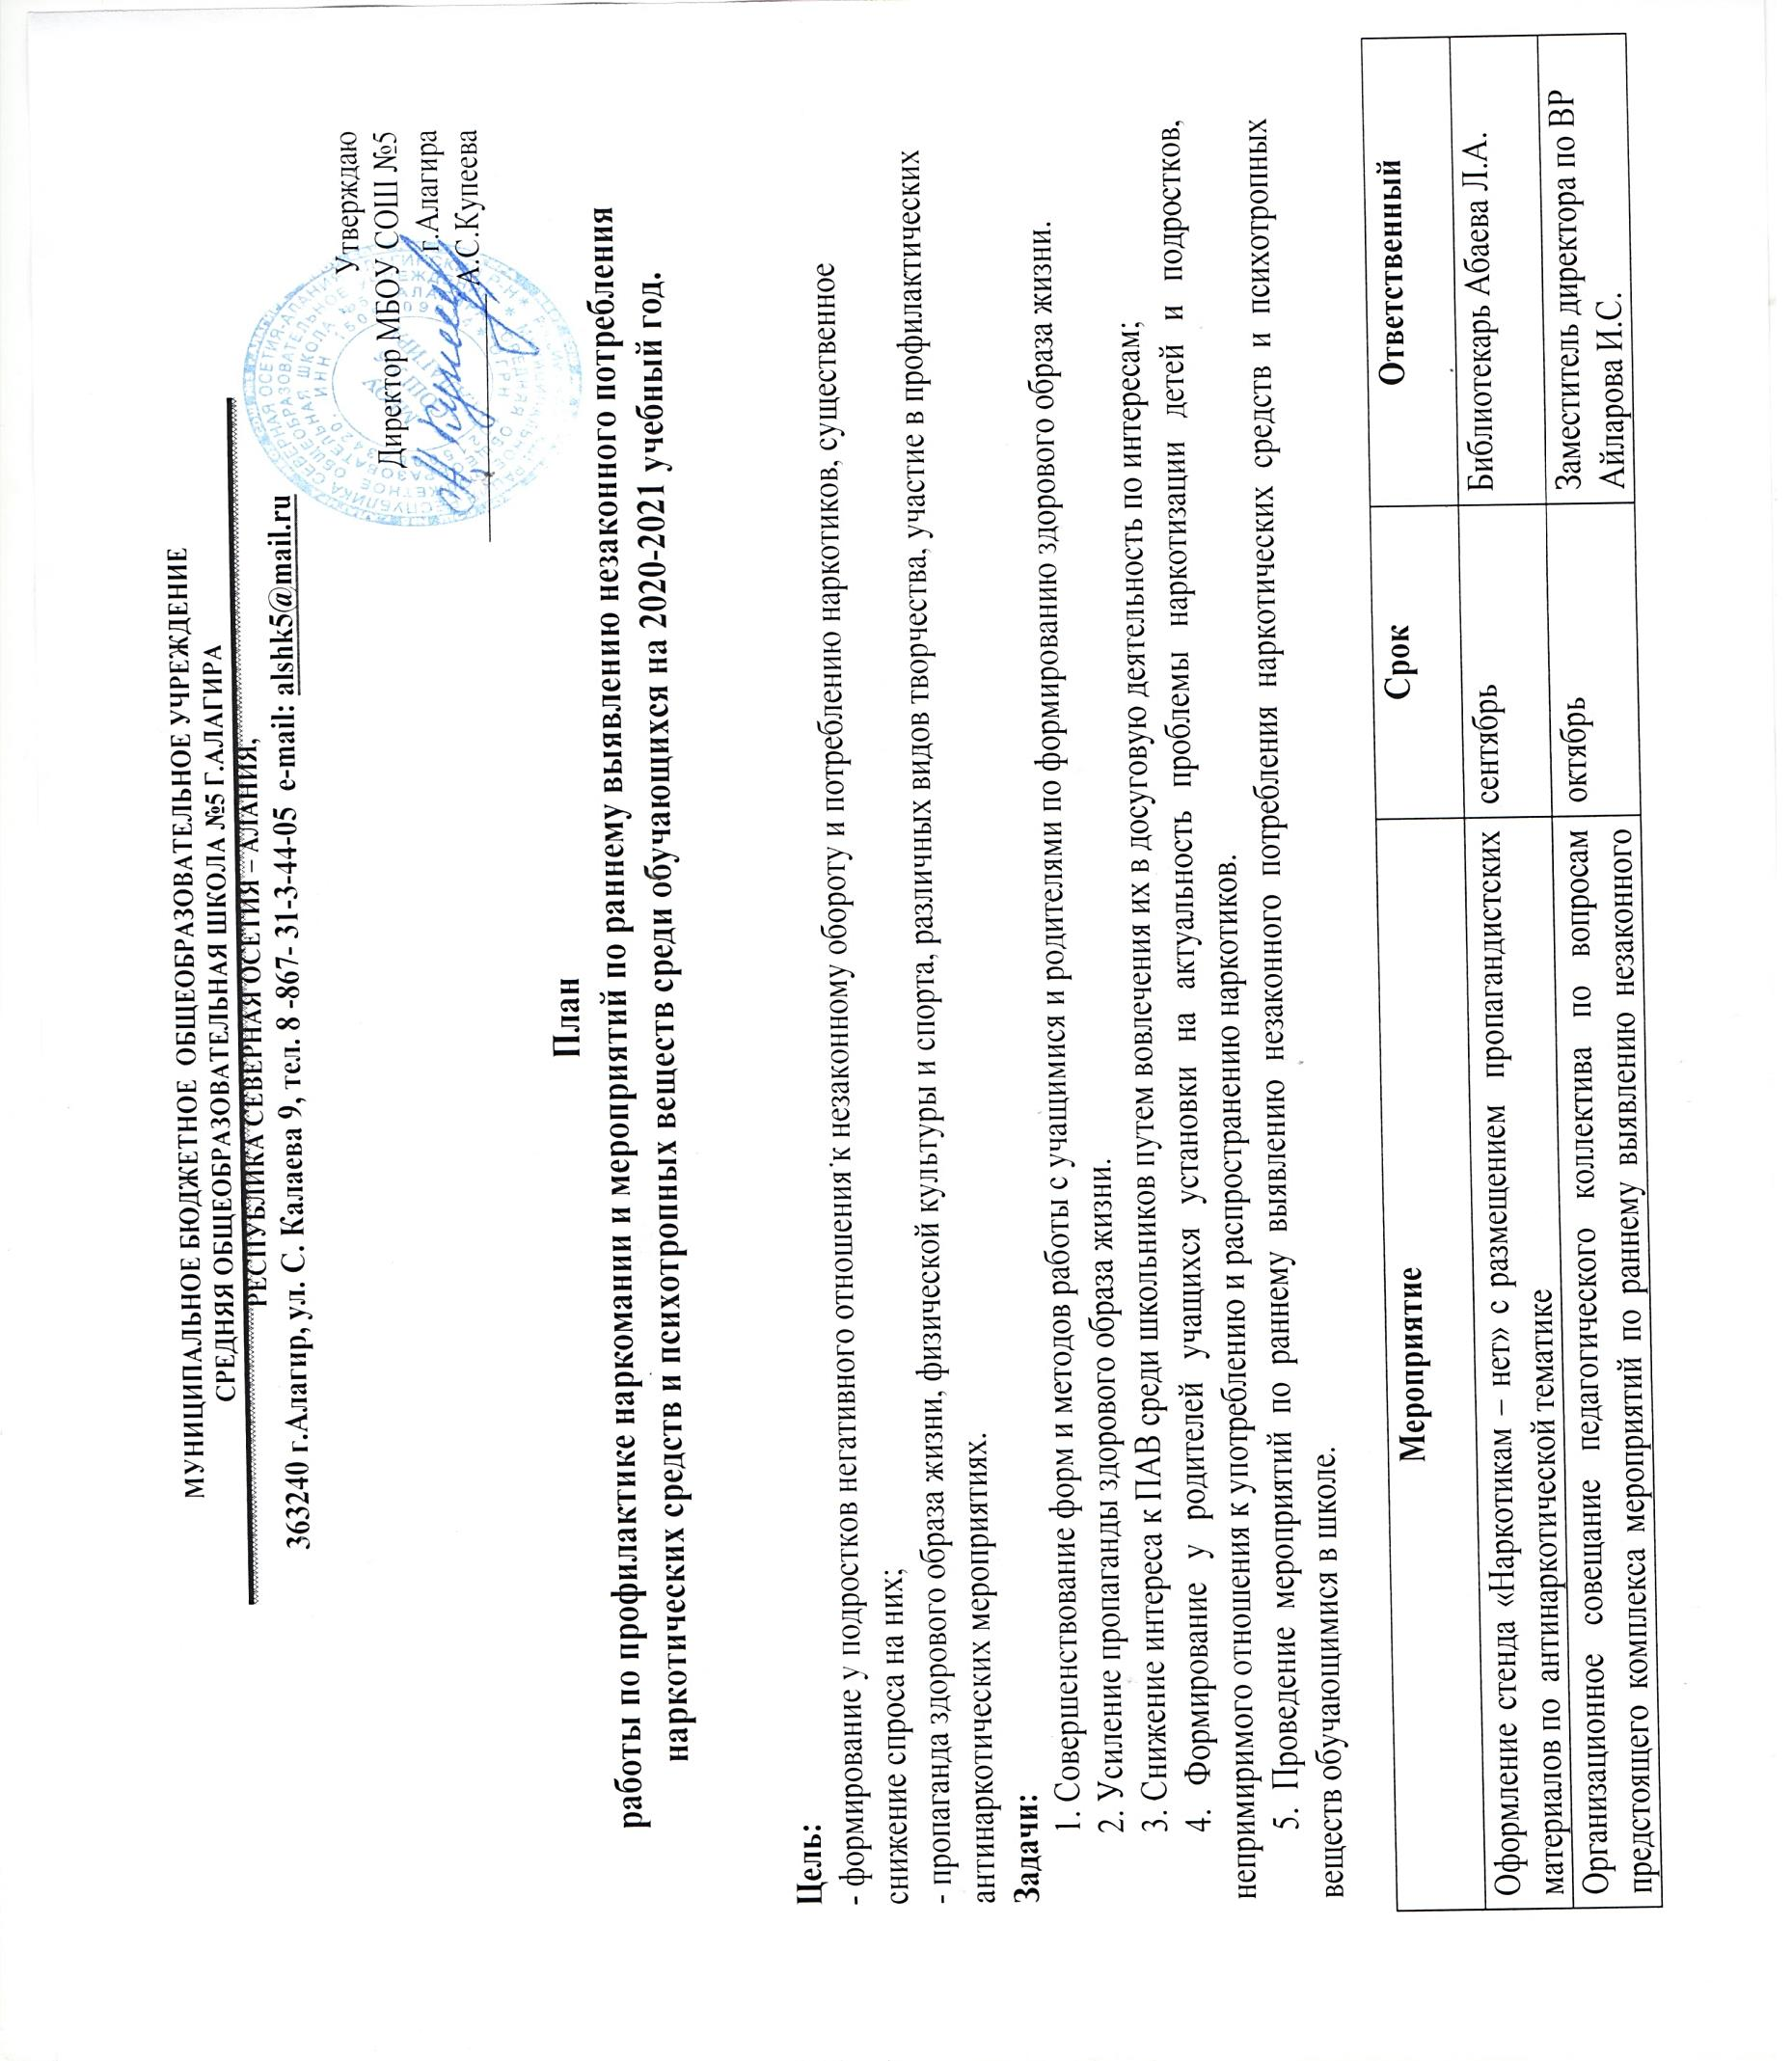 МУНИЦИПАЛЬНОЕ БЮДЖЕТНОЕ ОБЩЕОБРАЗОВАТЕЛЬНОЕ УЧРЕЖДЕНИЕ
СРЕДНЯЯ ОБЩЕОБРАЗОВАТЕЛЬНАЯ ШКОЛА №5 Г.АЛАГИРА
РЕСПУБЛИКА СЕВЕРНАЯ ОСЕТИЯ – АЛАНИЯ,
363240 г.Алагир, ул. С. Калаева 9, тел. 8 -867- 31-3-44-05 e-mail: alshk5@mail.ru
Утверждаю
Директор МБОУ СОШ №5
г.Алагира
А.С.Купеева
План
работы по профилактике наркомании и мероприятий по раннему выявлению незаконного потребления
наркотических средств и психотропных веществ среди обучающихся на 2020-2021 учебный год.
Цель:
- формирование у подростков негативного отношения к незаконному обороту и потреблению наркотиков, существенное
снижение спроса на них;
- пропаганда здорового образа жизни, физической культуры и спорта, различных видов творчества, участие в профилактических
антинаркотических мероприятиях.
Задачи:
1. Совершенствование форм и методов работы с учащимися и родителями по формированию здорового образа жизни.
2. Усиление пропаганды здорового образа жизни.
3. Снижение интереса к ПАВ среди школьников путем вовлечения их в досуговую деятельность по интересам;
4. Формирование у родителей учащихся установки на актуальность проблемы наркотизации детей и подростков,
непримиримого отношения к употреблению и распространению наркотиков.
5. Проведение мероприятий по раннему выявлению незаконного потребления наркотических средств и психотропных
веществ обучающимися в школе.
Мероприятие Срок Ответственный
Оформление стенда «Наркотикам – нет» с размещением пропагандистских сентябрь Библиотекарь Абаева Л.А.
материалов по антинаркотической тематике
Организационное совещание педагогического коллектива по вопросам октябрь Заместитель директора по ВР
предстоящего комплекса мероприятий по раннему выявлению незаконного Айларова И.С.